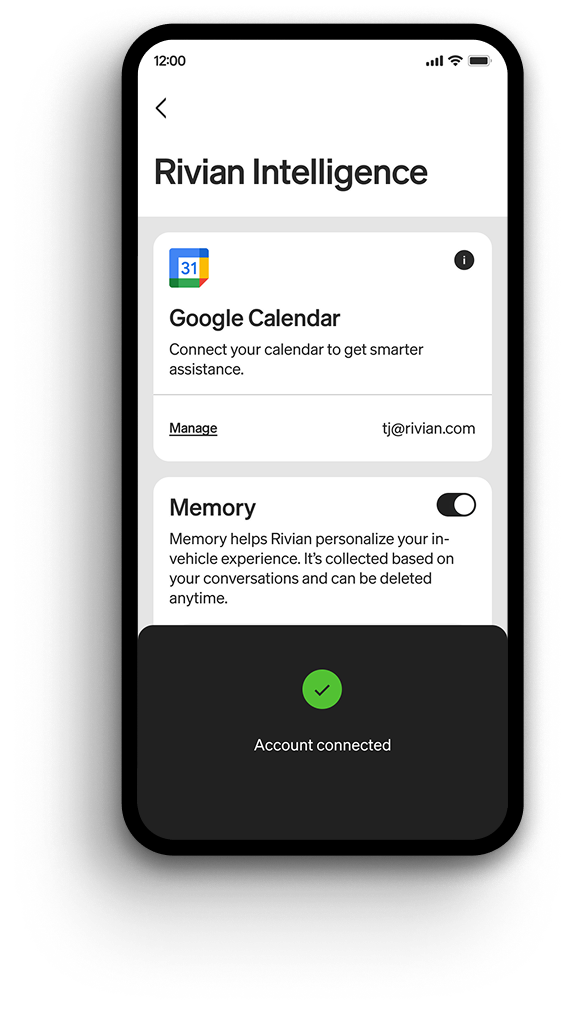 12:00
Rivian Intelligence
31
Google Calendar
Connect your calendar to get smarter
assistance.
Manage
tj@rivian.com
Memory
Memory helps Rivian personalize your in-
vehicle experience. It’s collected based on
your conversations and can be deleted
anytime.
Account connected